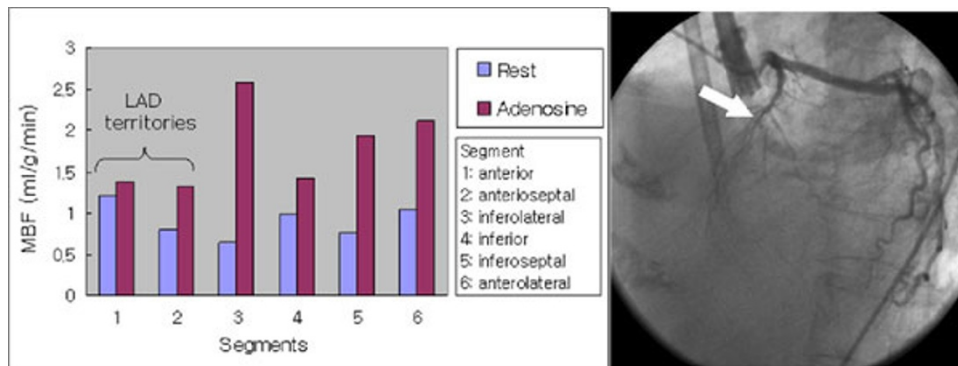 3
2.5
2
1.5
1
0.5
0
MBF (ml/g/min)
LAD
territories
1 2 3 4 5 6
Segments
Rest
Adenosine
Segment
1: anterior
2: anterioseptal
3: inferolateral
4: inferior
5: inferoseptal
6: anterolateral